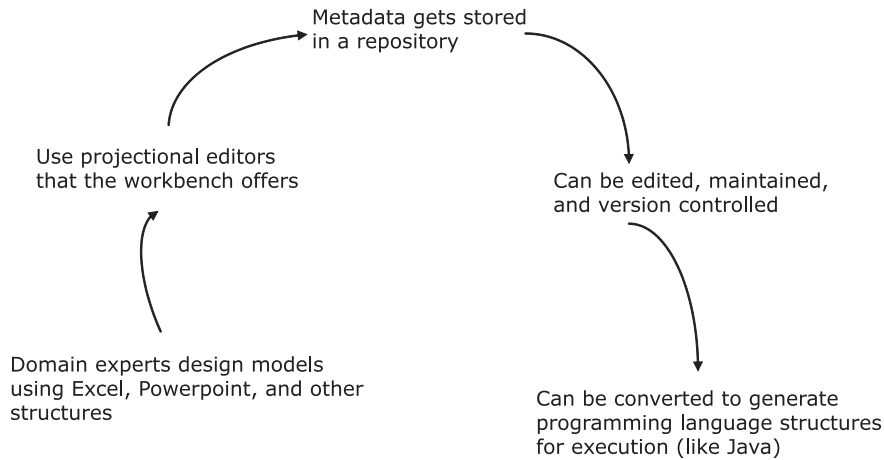 Metadata gets stored
in a repository
Use projectional editors
that the workbench offers
Can be edited, maintained,
and version controlled
Domain experts design models
using Excel, Powerpoint, and other
structures
Can be converted to generate
programming language structures
for execution (like Java)